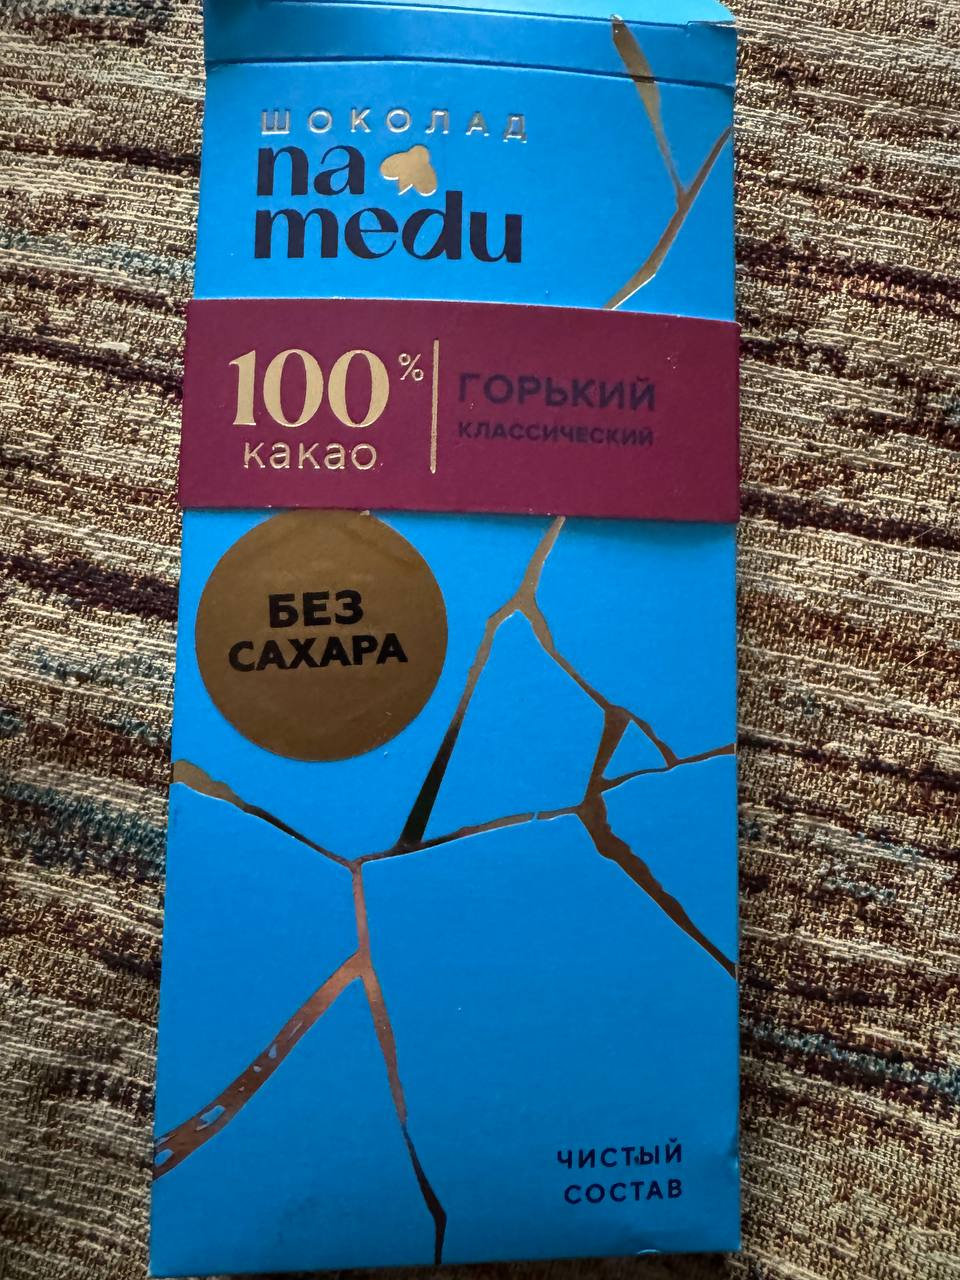 ШОКОЛАД
na
medu
100%
какао
ГОРЬКИЙ
КЛАССИЧЕСКИЙ
БЕЗ
САХАРА
ЧИСТЫЙ
СОСТАВ